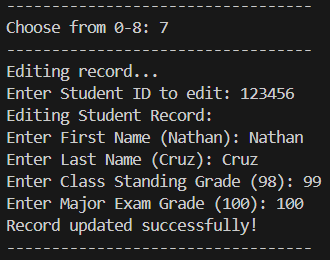 ----------------------------------
Choose from 0-8: 7
----------------------------------
Editing record...
Enter Student ID to edit: 123456
Editing Student Record:
Enter First Name (Nathan): Nathan
Enter Last Name (Cruz): Cruz
Enter Class Standing Grade (98): 99
Enter Major Exam Grade (100): 100
Record updated successfully!
----------------------------------